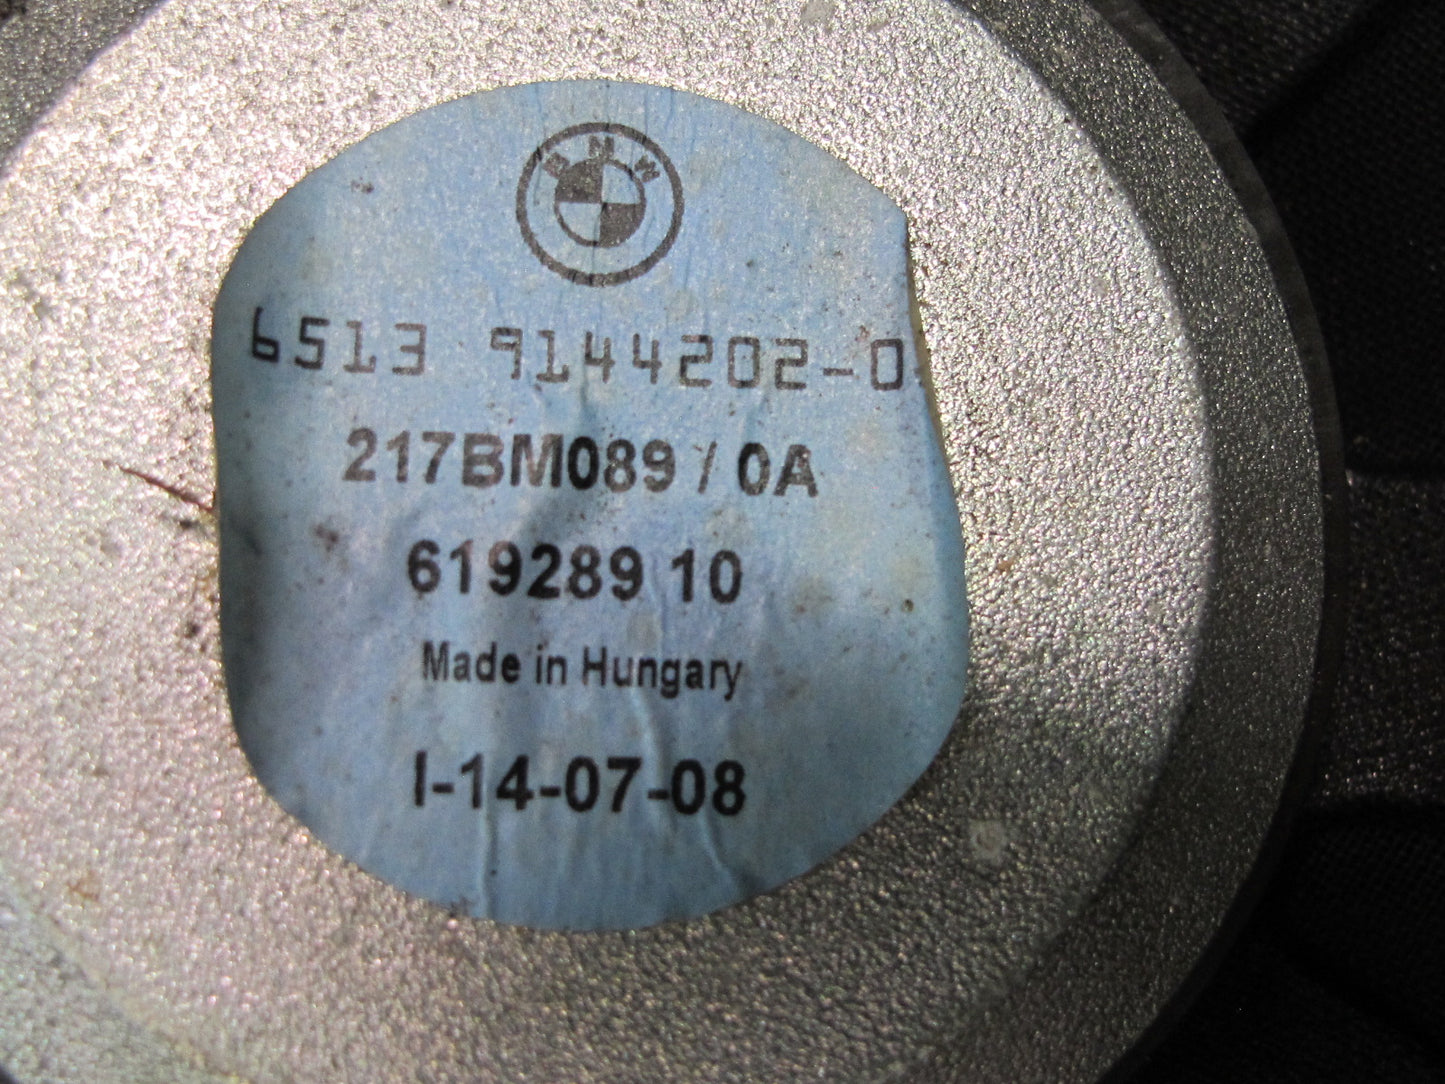 BMW
6513 9144202-0
217BM089 / 0A
619289 10
Made in Hungary
I-14-07-08